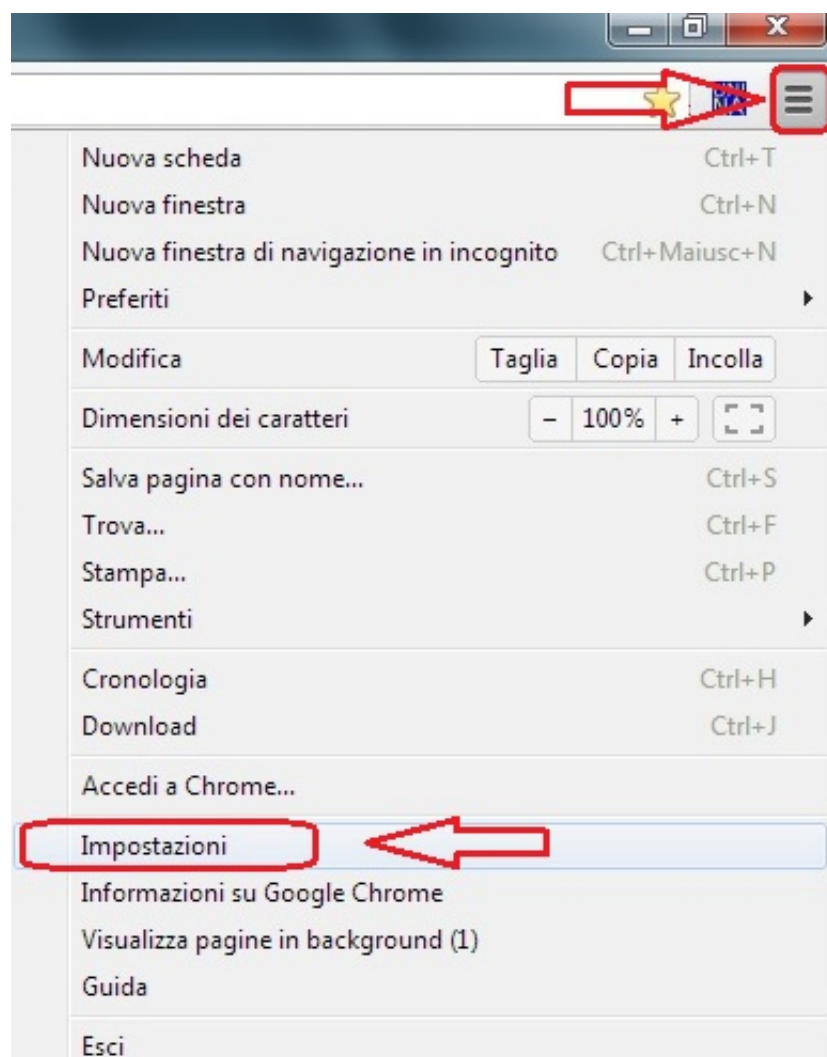 Nuova scheda Ctrl+T
Nuova finestra Ctrl+N
Nuova finestra di navigazione in incognito Ctrl+Maiusc+N
Preferiti
Modifica Taglia Copia Incolla
Dimensioni dei caratteri – 100% +
Salva pagina con nome... Ctrl+S
Trova... Ctrl+F
Stampa... Ctrl+P
Strumenti
Cronologia Ctrl+H
Download Ctrl+J
Accedi a Chrome...
Impostazioni
Informazioni su Google Chrome
Visualizza pagine in background (1)
Guida
Esci